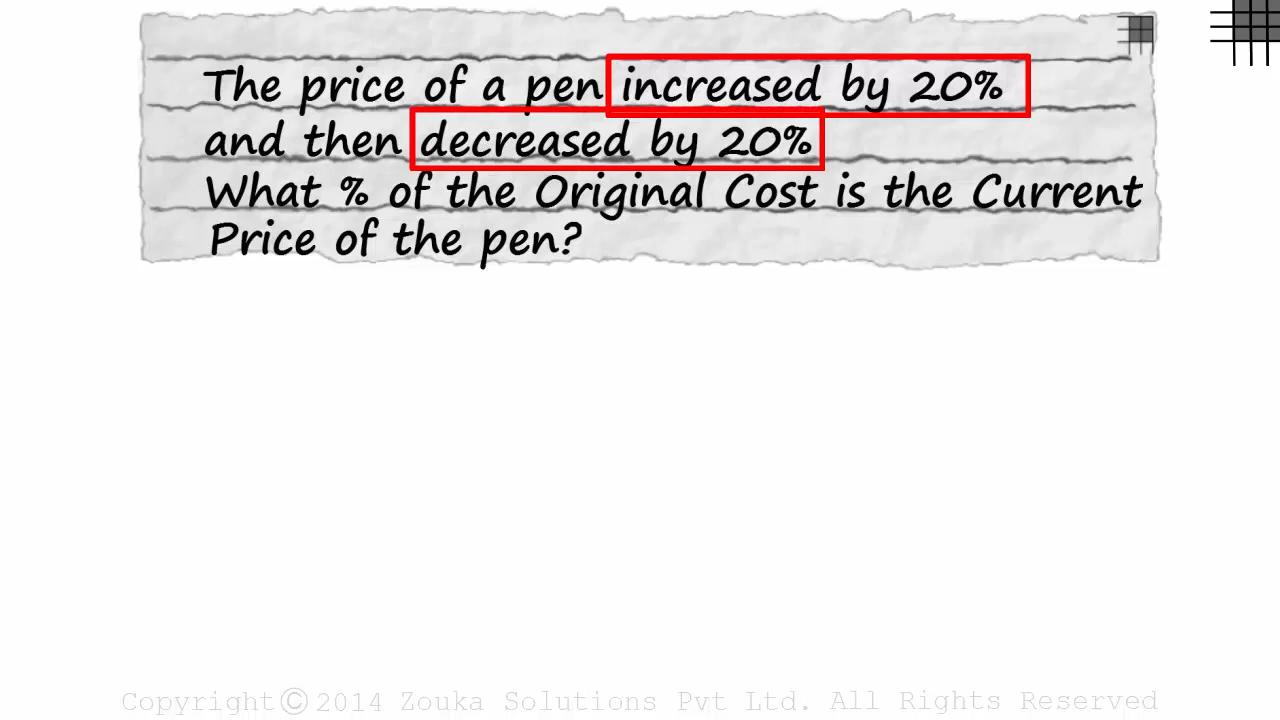 The price of a pen increased by 20%
and then decreased by 20%
What % of the Original Cost is the Current
Price of the pen?
Copyright©2014 Zouka Solutions Pvt Ltd. All Rights Reserved